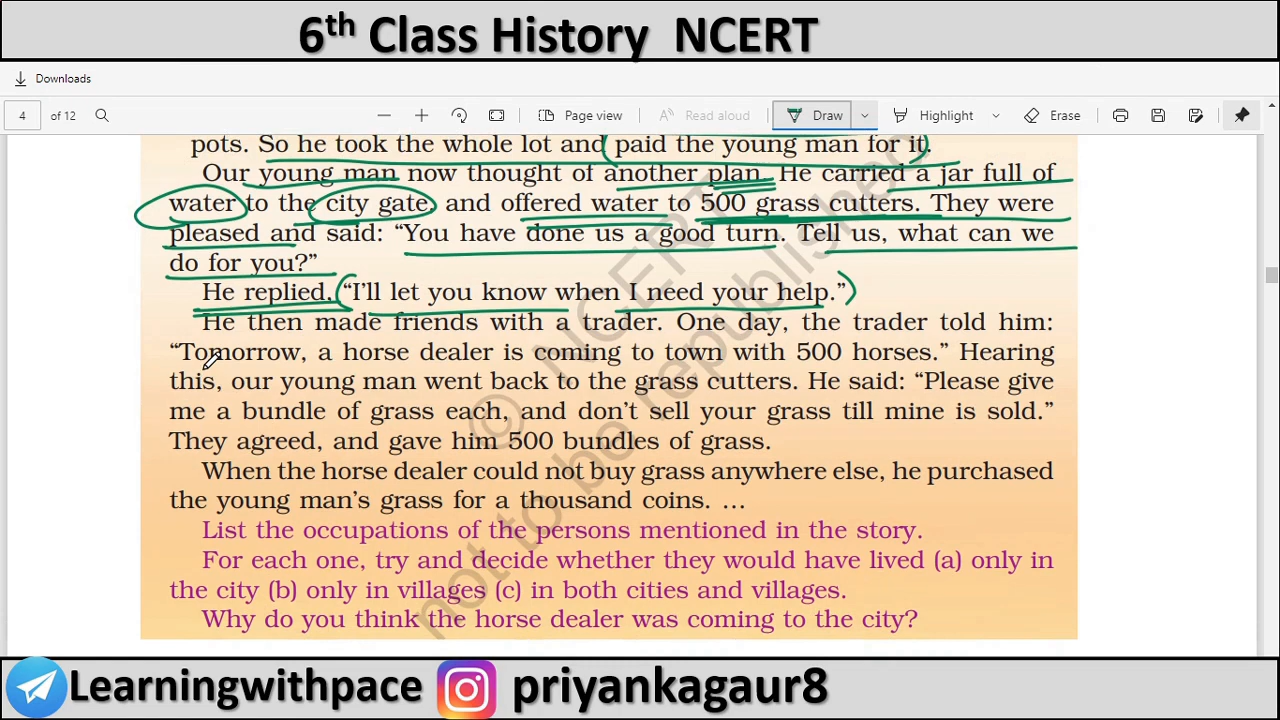 6th Class History NCERT
Downloads
4 of 12 Page view Read aloud Draw Highlight Erase
pots. So he took the whole lot and paid the young man for it.
Our young man now thought of another plan. He carried a jar full of
water to the city gate, and offered water to 500 grass cutters. They were
pleased and said: “You have done us a good turn. Tell us, what can we
do for you?”
He replied, “I’ll let you know when I need your help.”
He then made friends with a trader. One day, the trader told him:
“Tomorrow, a horse dealer is coming to town with 500 horses.” Hearing
this, our young man went back to the grass cutters. He said: “Please give
me a bundle of grass each, and don’t sell your grass till mine is sold.”
They agreed, and gave him 500 bundles of grass.
When the horse dealer could not buy grass anywhere else, he purchased
the young man’s grass for a thousand coins. …
List the occupations of the persons mentioned in the story.
For each one, try and decide whether they would have lived (a) only in
the city (b) only in villages (c) in both cities and villages.
Why do you think the horse dealer was coming to the city?
© NCERT
not to be republished
Learningwithpace priyankagaur8